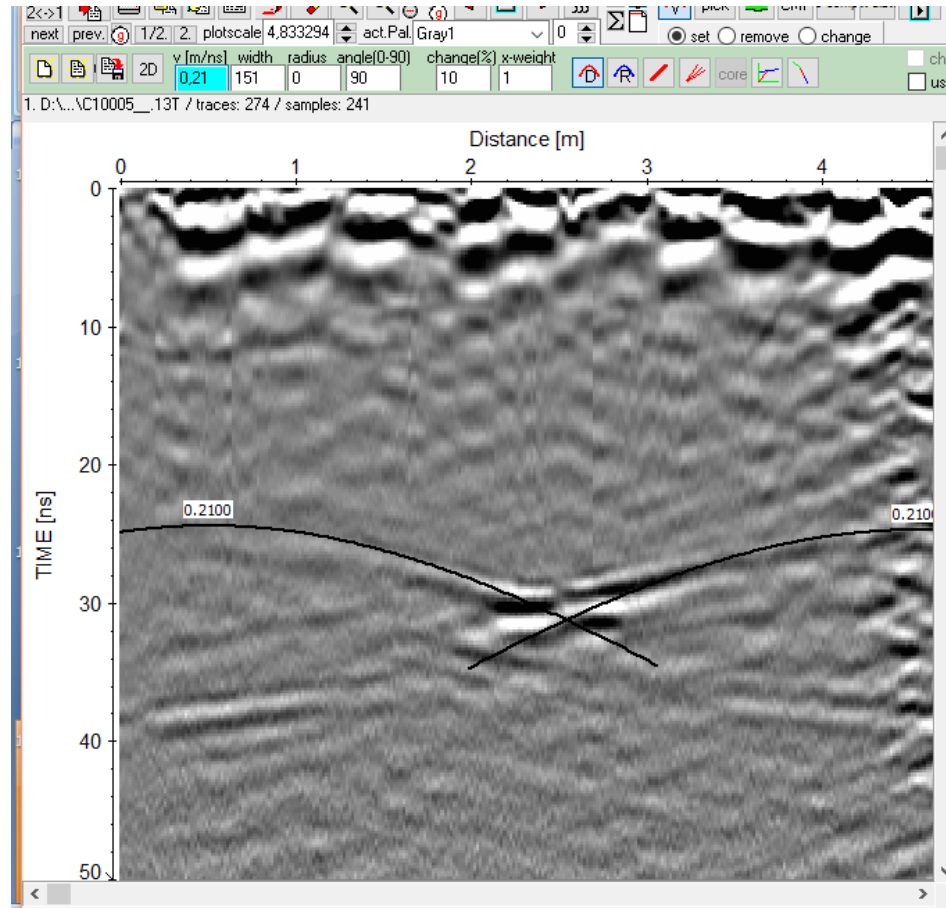 2<->1
Σ
pick
next prev. (g) 1/2. 2. plotscale 4,833294 act.Pal. Gray1 0 set remove change
2D v [m/ns] width radius angle(0-90) change(%) x-weight
0,21 151 0 90 10 1 D R core
ch
us
1. D:\...\C10005__.13T / traces: 274 / samples: 241
Distance [m]
0 1 2 3 4
0
10
20
0.2100
0.210
TIME [ns]
30
40
50